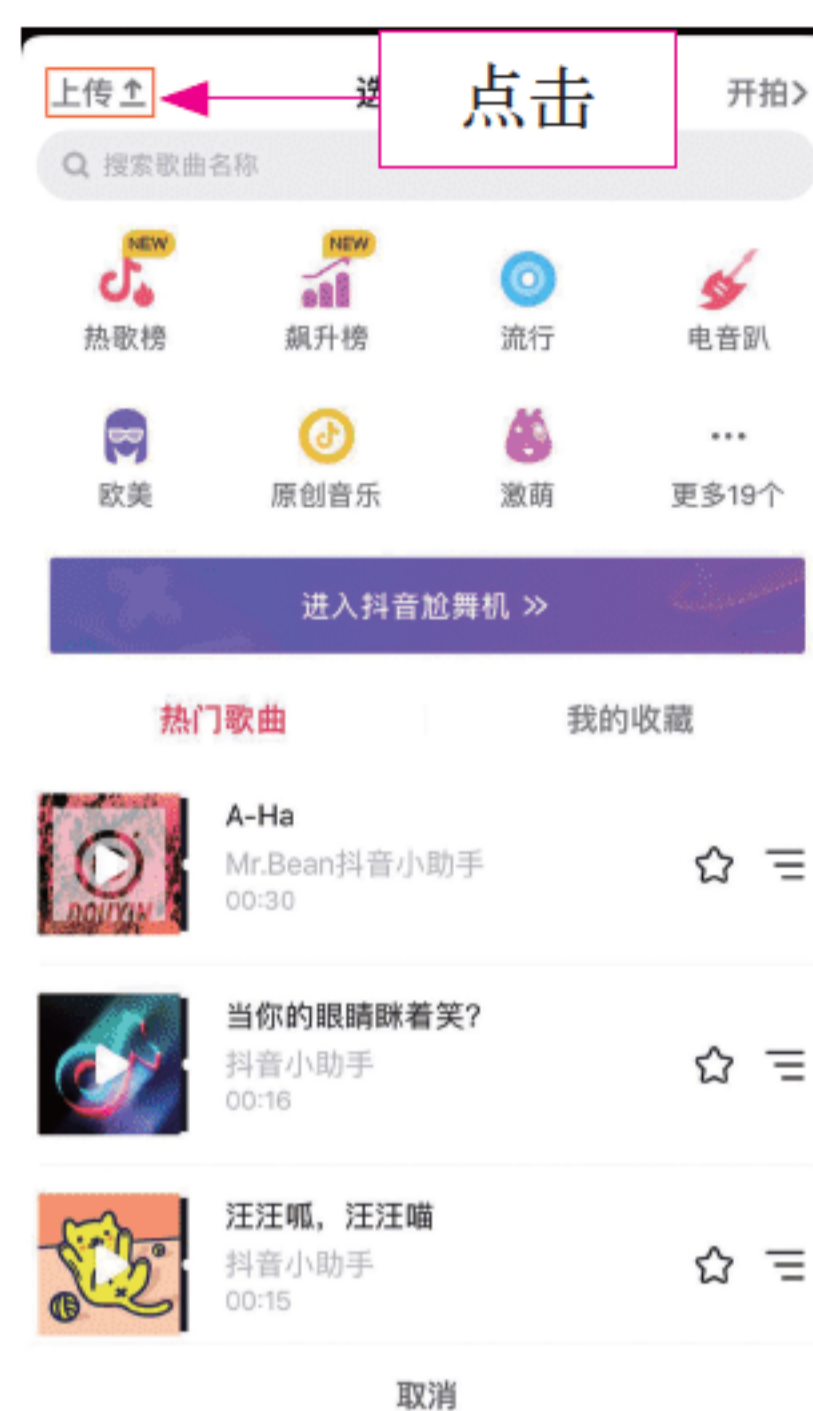 上传
点击
开拍>
搜索歌曲名称
NEW
NEW
热歌榜
飙升榜
流行
电音趴
欧美
原创音乐
激萌
更多19个
进入抖音尬舞机 >>
热门歌曲
我的收藏
A-Ha
Mr.Bean抖音小助手
00:30
DOUYIN
当你的眼睛眯着笑?
抖音小助手
00:16
汪汪呱，汪汪喵
抖音小助手
00:15
取消